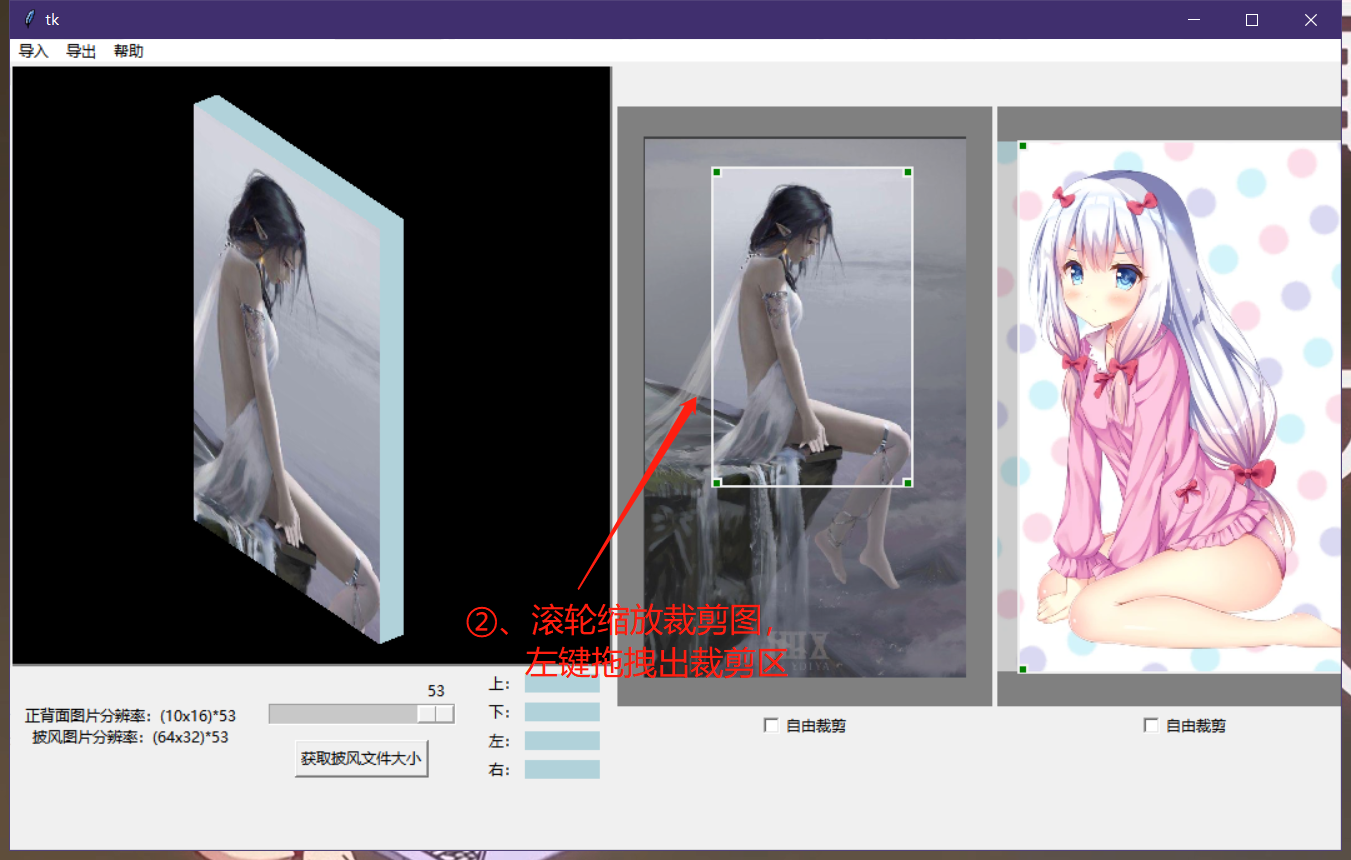 tk
导入 导出 帮助
②、滚轮缩放裁剪图，
左键拖拽出裁剪区
53
正背面图片分辨率：(10x16)*53
披风图片分辨率：(64x32)*53
获取披风文件大小
上：
下：
左：
右：
自由裁剪
自由裁剪